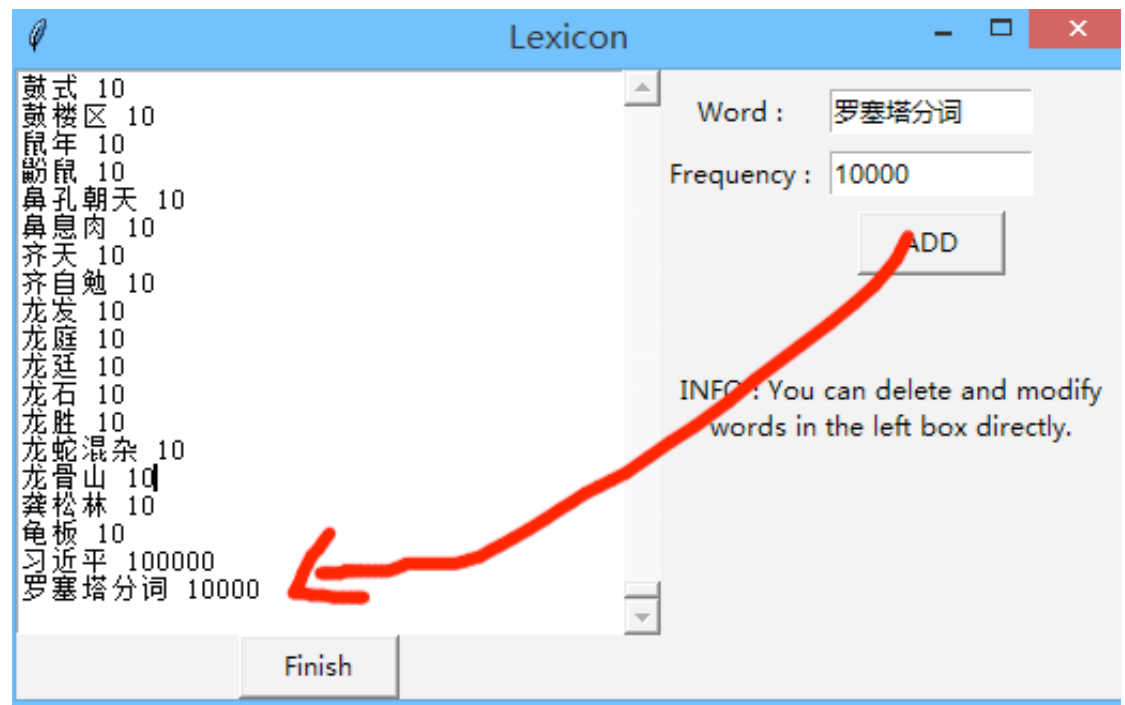 Lexicon
鼓式 10
鼓楼区 10
鼠年 10
鼢鼠 10
鼻孔朝天 10
鼻息肉 10
齐天 10
齐自勉 10
龙发 10
龙庭 10
龙廷 10
龙石 10
龙胜 10
龙蛇混杂 10
龙骨山 10
龚松林 10
龟板 10
习近平 100000
罗塞塔分词 10000
Finish
Word : 罗塞塔分词
Frequency : 10000
ADD
INFO : You can delete and modify
words in the left box directly.